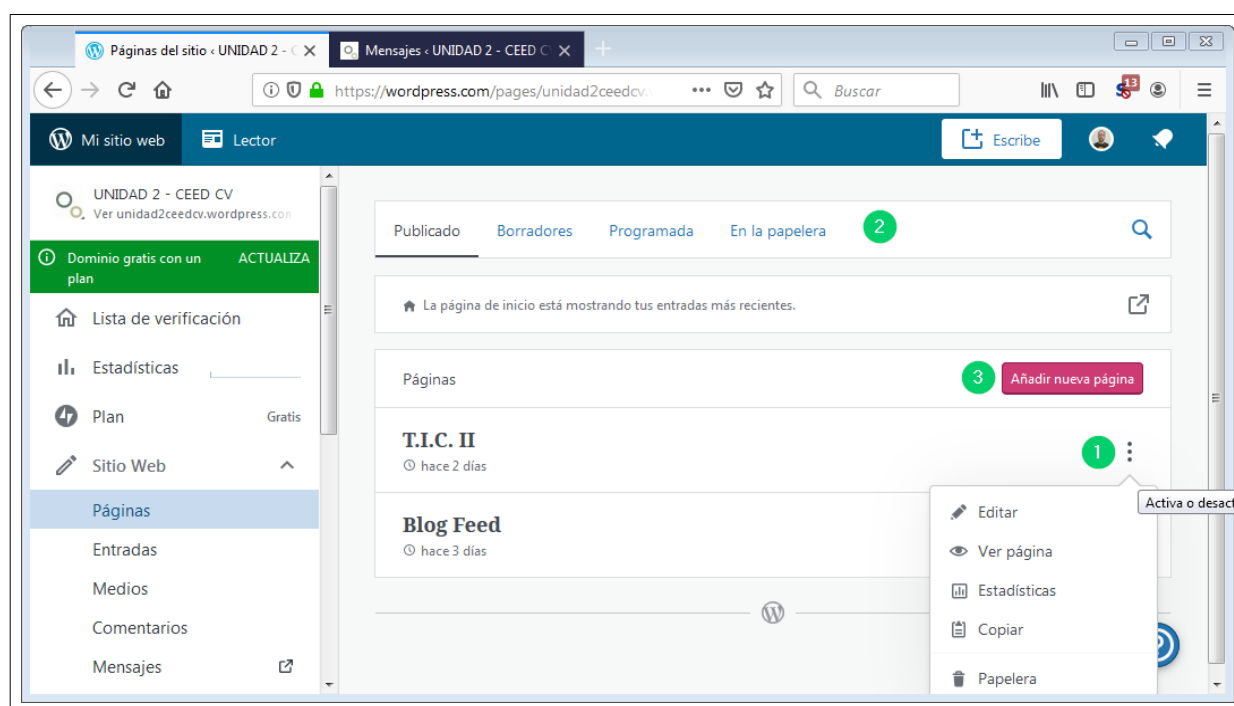 Páginas del sitio ‹ UNIDAD 2 - C
Mensajes ‹ UNIDAD 2 - CEED C
https://wordpress.com/pages/unidad2ceedcv.
Buscar
13
Mi sitio web
Lector
Escribe
UNIDAD 2 - CEED CV
Ver unidad2ceedcv.wordpress.con
Dominio gratis con un plan
ACTUALIZA
Lista de verificación
Estadísticas
Plan
Gratis
Sitio Web
Páginas
Entradas
Medios
Comentarios
Mensajes
Publicado
Borradores
Programada
En la papelera
2
La página de inicio está mostrando tus entradas más recientes.
Páginas
3
Añadir nueva página
T.I.C. II
hace 2 días
1
Activa o desact
Blog Feed
hace 3 días
Editar
Ver página
Estadísticas
Copiar
Papelera